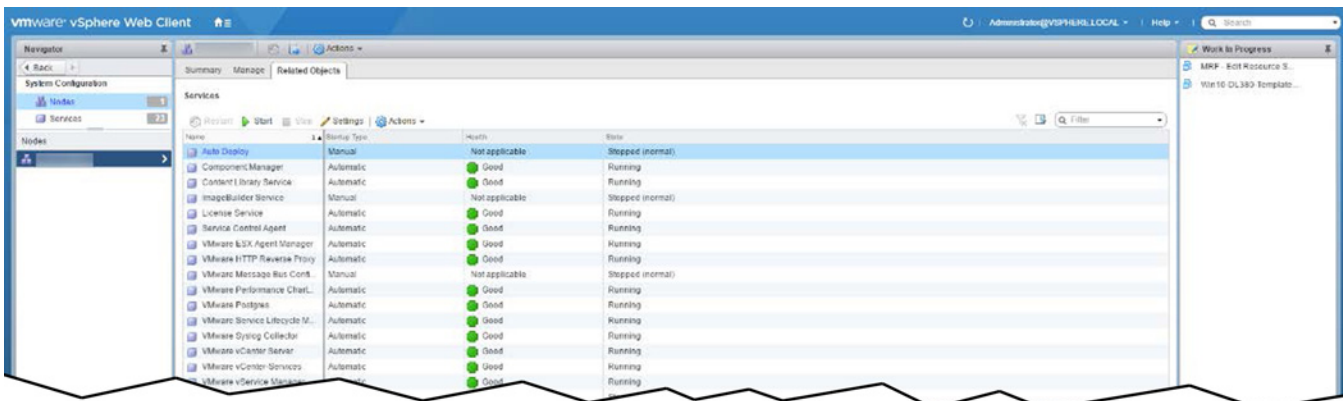 vmware® vSphere Web Client
Administrator@VSPHERE.LOCAL | Help | Search
Navigator
Back
System Configuration
Nodes 1
Services 23
Nodes
Actions
Summary Manage Related Objects
Services
Restart Start Stop Settings Actions Filter
Name 1 Startup Type Health State
Auto Deploy Manual Not applicable Stopped (normal)
Component Manager Automatic Good Running
Content Library Service Automatic Good Running
ImageBuilder Service Manual Not applicable Stopped (normal)
License Service Automatic Good Running
Service Control Agent Automatic Good Running
VMware ESX Agent Manager Automatic Good Running
VMware HTTP Reverse Proxy Automatic Good Running
VMware Message Bus Confi... Manual Not applicable Stopped (normal)
VMware Performance Chart... Automatic Good Running
VMware Postgres Automatic Good Running
VMware Service Lifecycle M... Automatic Good Running
VMware Syslog Collector Automatic Good Running
VMware vCenter Server Automatic Good Running
VMware vCenter-Services Automatic Good Running
VMware vService Manager Good Running
Work In Progress
MRF - Edit Resource S...
Win10-DL380-Template...